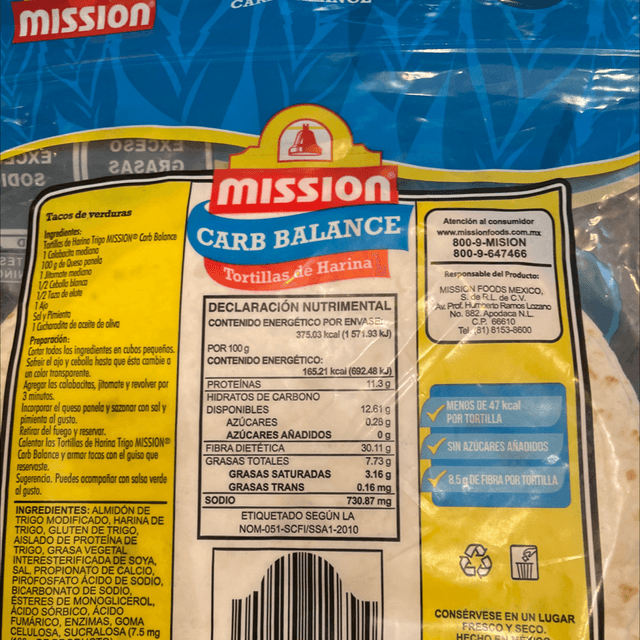 MISSION
EXCESO
GRASAS
MISSION
CARB BALANCE
Tortillas de Harina
Tacos de verduras
Ingredientes:
Tortillas de Harina Trigo MISSION® Carb Balance
1 Calabacita mediana
100 g de Queso panela
1 Jitomate mediano
1/2 Cebolla blanca
1/2 Taza de elote
1 Ajo
Sal y Pimienta
1 Cucharadita de aceite de oliva
Preparación:
Cortar todos los ingredientes en cubos pequeños.
Sofreir el ajo y cebolla hasta que ésta cambie a
un color transparente.
Agregar las calabacitas, jitomate y revolver por
3 minutos.
Incorporar el queso panela y sazonar con sal y
pimienta al gusto.
Retirar del fuego y reservar.
Calentar las Tortillas de Harina Trigo MISSION®
Carb Balance y armar tacos con el guiso que
reservaste.
Sugerencia. Puedes acompañar con salsa verde
al gusto.
INGREDIENTES: ALMIDÓN DE
TRIGO MODIFICADO, HARINA DE
TRIGO, GLUTEN DE TRIGO,
AISLADO DE PROTEÍNA DE
TRIGO, GRASA VEGETAL
INTERESTERIFICADA DE SOYA,
SAL, PROPIONATO DE CALCIO,
PIROFOSFATO ÁCIDO DE SODIO,
BICARBONATO DE SODIO,
ÉSTERES DE MONOGLICEROL,
ÁCIDO SÓRBICO, ÁCIDO
FUMÁRICO, ENZIMAS, GOMA
CELULOSA, SUCRALOSA (7.5 mg
DECLARACIÓN NUTRIMENTAL
CONTENIDO ENERGÉTICO POR ENVASE:
375.03 kcal (1 571.93 kJ)
POR 100 g
CONTENIDO ENERGÉTICO:
165.21 kcal (692.48 kJ)
PROTEÍNAS 11.3 g
HIDRATOS DE CARBONO
DISPONIBLES 12.61 g
AZÚCARES 0.25 g
AZÚCARES AÑADIDOS 0 g
FIBRA DIETÉTICA 30.11 g
GRASAS TOTALES 7.73 g
GRASAS SATURADAS 3.16 g
GRASAS TRANS 0.16 mg
SODIO 730.87 mg
ETIQUETADO SEGÚN LA
NOM-051-SCFI/SSA1-2010
Atención al consumidor
www.missionfoods.com.mx
800-9-MISION
800-9-647466
Responsable del Producto:
MISSION FOODS MEXICO,
S. de R.L. de C.V.
Av. Prof. Humberto Ramos Lozano
No. 882, Apodaca N.L.
C.P. 66610
Tel. (81) 8153-8600
MENOS DE 47 kcal
POR TORTILLA
SIN AZÚCARES AÑADIDOS
8.5 g DE FIBRA POR TORTILLA
CONSÉRVESE EN UN LUGAR
FRESCO Y SECO
HECHO EN MÉXICO